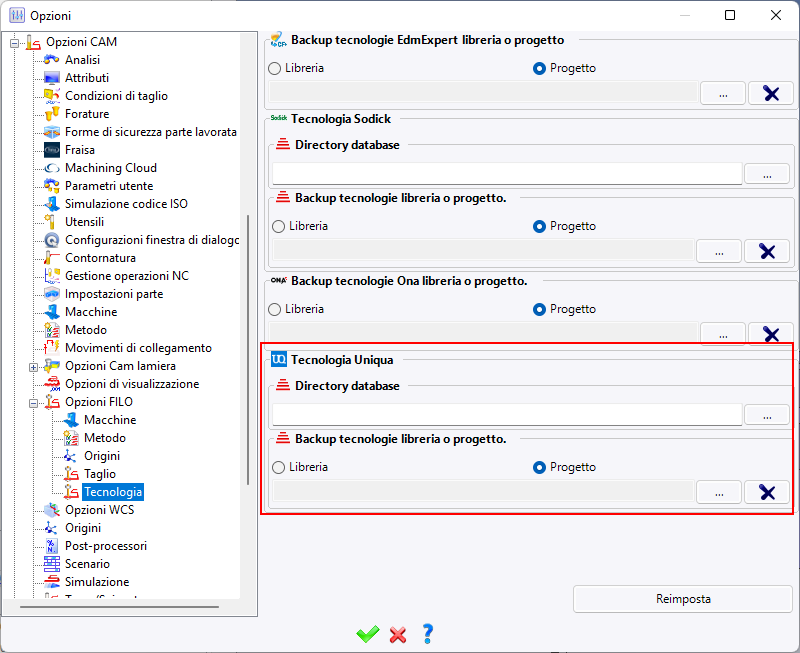 Opzioni
Opzioni CAM
Analisi
Attributi
Condizioni di taglio
Forature
Forme di sicurezza parte lavorata
Fraisa
Machining Cloud
Parametri utente
Simulazione codice ISO
Utensili
Configurazioni finestra di dialogo
Contornatura
Gestione operazioni NC
Impostazioni parte
Macchine
Metodo
Movimenti di collegamento
Opzioni Cam lamiera
Opzioni di visualizzazione
Opzioni FILO
Macchine
Metodo
Origini
Taglio
Tecnologia
Opzioni WCS
Origini
Post-processori
Scenario
Simulazione
Backup tecnologie EdmExpert libreria o progetto
Libreria
Progetto
...
Sodick Tecnologia Sodick
Directory database
...
Backup tecnologie libreria o progetto.
Libreria
Progetto
...
ONA Backup tecnologie Ona libreria o progetto.
Libreria
Progetto
...
UQ Tecnologia Uniqua
Directory database
...
Backup tecnologie libreria o progetto.
Libreria
Progetto
...
Reimposta